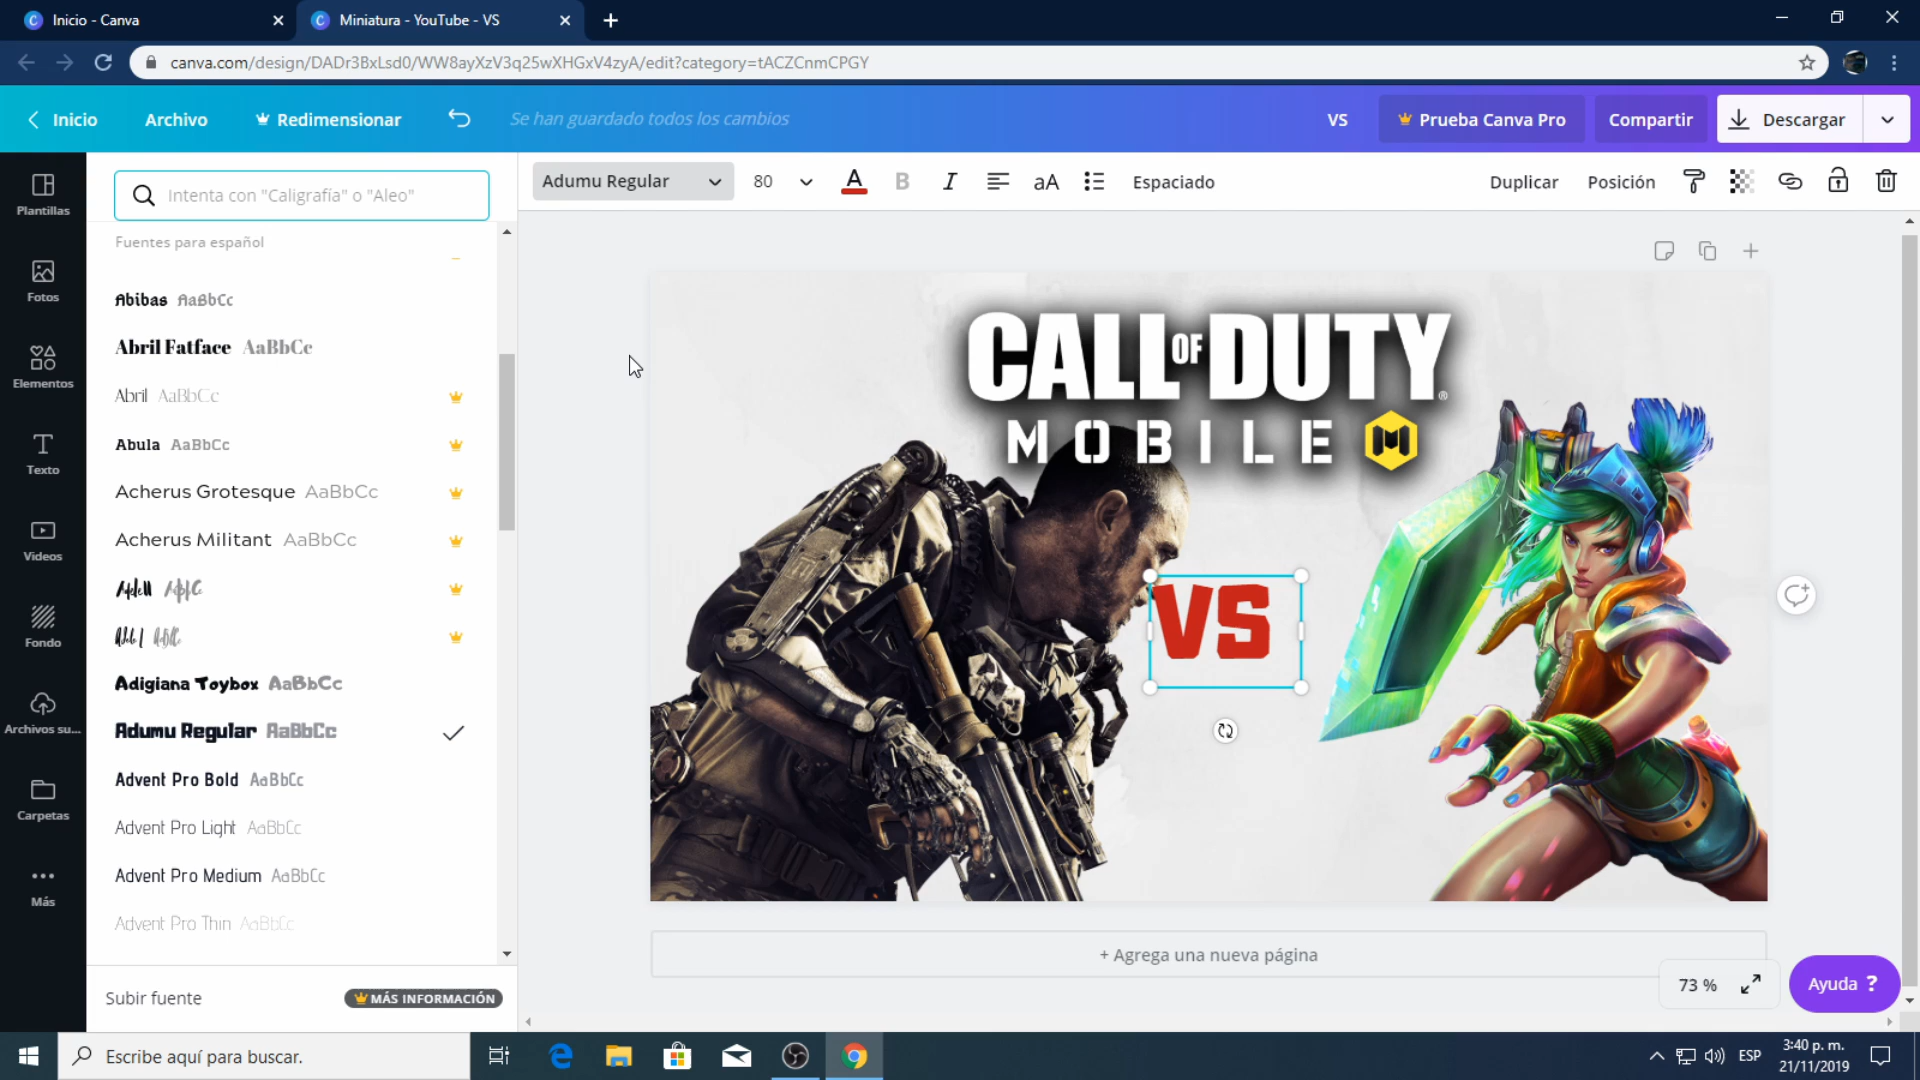 Inicio - Canva
Miniatura - YouTube - VS
canva.com/design/DADr3BxLsd0/WW8ayXzV3q25wXHGxV4zyA/edit?category=tACZCnmCPGY
Inicio
Archivo
Redimensionar
Se han guardado todos los cambios
VS
Prueba Canva Pro
Compartir
Descargar
Plantillas
Fotos
Elementos
Texto
Videos
Fondo
Archivos su...
Carpetas
Más
Intenta con "Caligrafía" o "Aleo"
Fuentes para español
Abibas AaBbCc
Abril Fatface AaBbCc
Abril AaBbCc
Abula AaBbCc
Acherus Grotesque AaBbCc
Acherus Militant AaBbCc
Adigiana Toybox AaBbCc
Adumu Regular AaBbCc
Advent Pro Bold AaBbCc
Advent Pro Light AaBbCc
Advent Pro Medium AaBbCc
Advent Pro Thin AaBbCc
Subir fuente
MÁS INFORMACIÓN
Adumu Regular
80
A
B
I
aA
Espaciado
Duplicar
Posición
CALL OF DUTY®
MOBILE
VS
+ Agrega una nueva página
73 %
Ayuda ?
Escribe aquí para buscar.
ESP
3:40 p. m.
21/11/2019